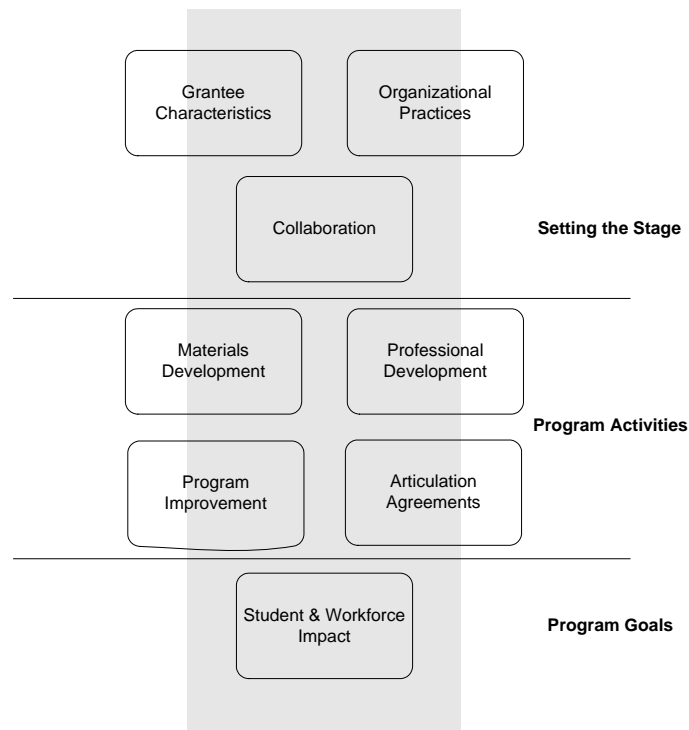 Grantee
Characteristics
Organizational
Practices
Collaboration
Setting the Stage
Materials
Development
Professional
Development
Program Activities
Program
Improvement
Articulation
Agreements
Student & Workforce
Impact
Program Goals